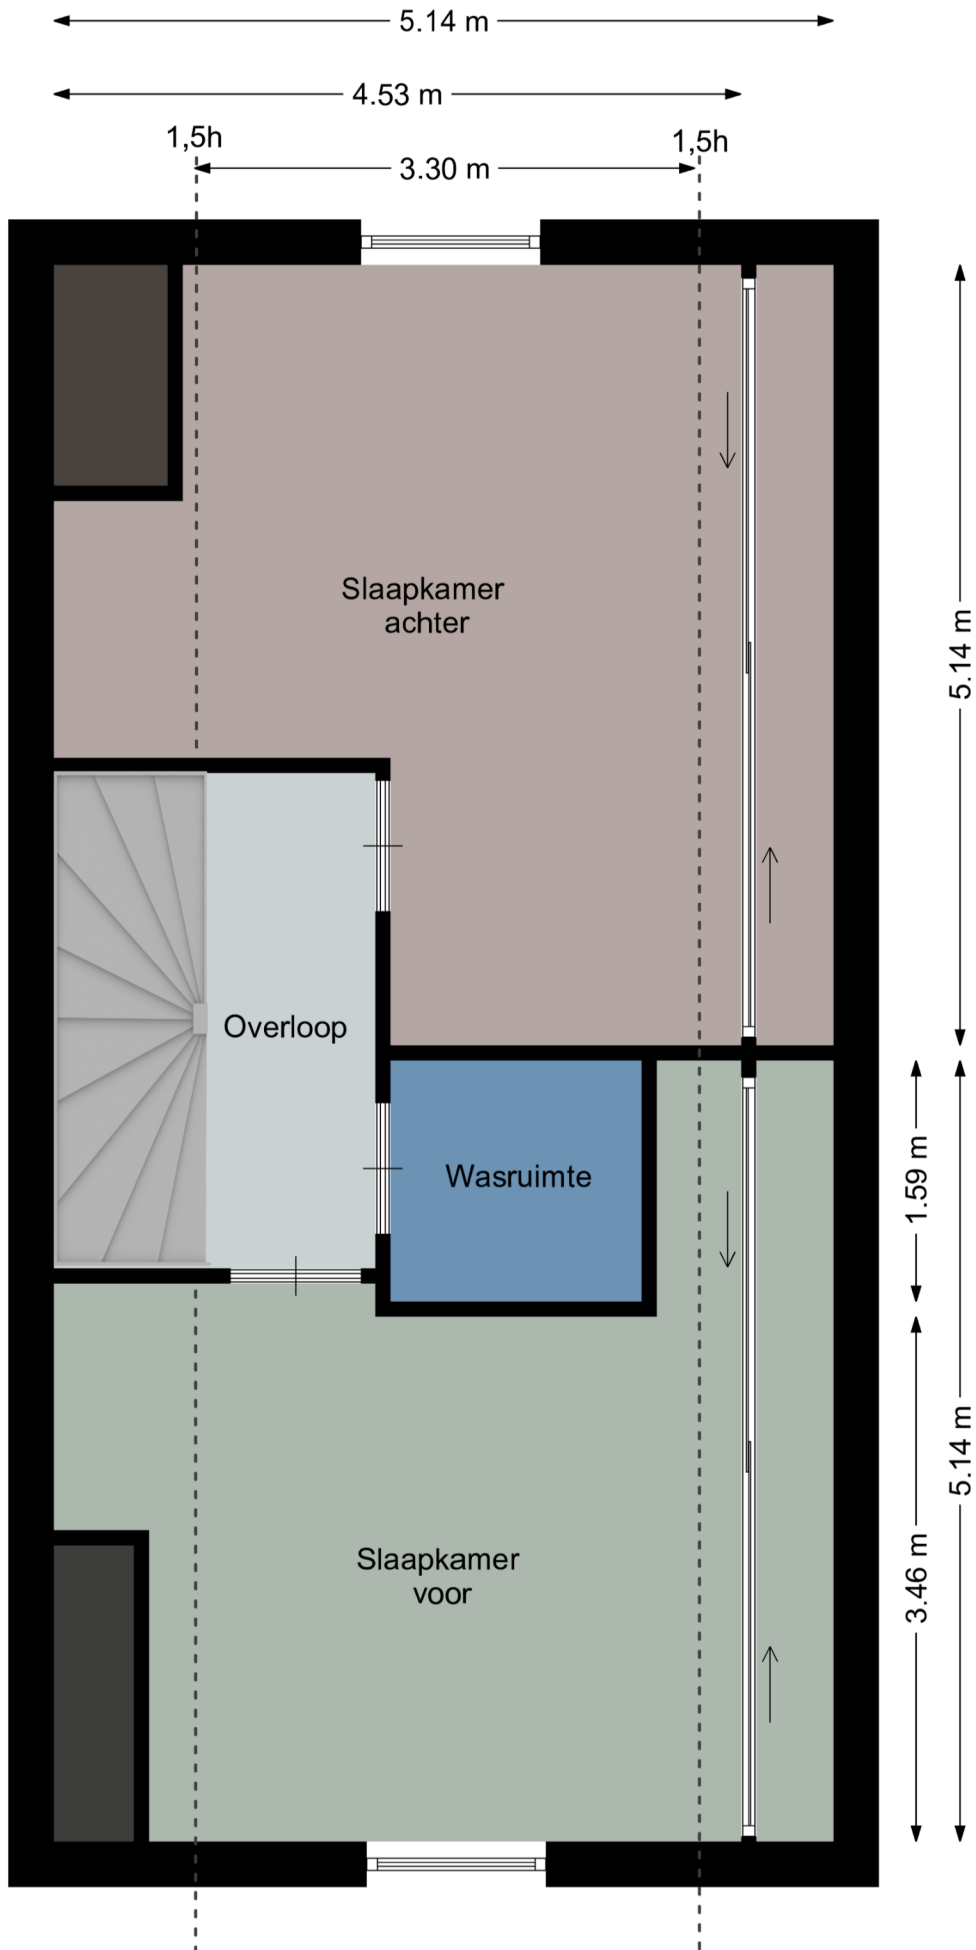 5.14 m
4.53 m
1,5h
1,5h
3.30 m
Slaapkamer
achter
5.14 m
Overloop
Wasruimte
1.59 m
5.14 m
3.46 m
Slaapkamer
voor